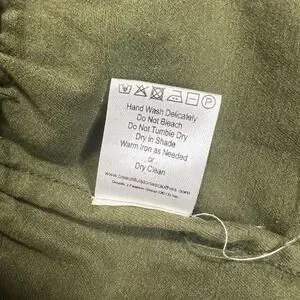 Hand Wash Delicately
Do Not Bleach
Do Not Tumble Dry
Dry in Shade
Warm Iron as Needed
or
Dry Clean